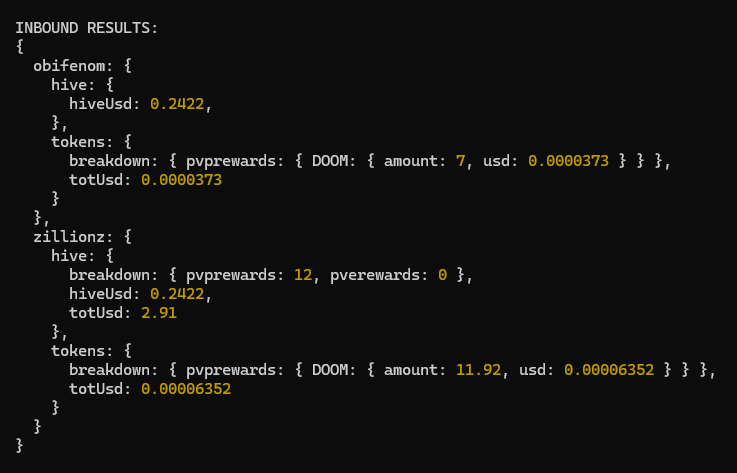 INBOUND RESULTS:
{
  obifenom: {
    hive: {
      hiveUsd: 0.2422,
    },
    tokens: {
      breakdown: { pvprewards: { DOOM: { amount: 7, usd: 0.0000373 } } },
      totUsd: 0.0000373
    }
  },
  zillionz: {
    hive: {
      breakdown: { pvprewards: 12, pverewards: 0 },
      hiveUsd: 0.2422,
      totUsd: 2.91
    },
    tokens: {
      breakdown: { pvprewards: { DOOM: { amount: 11.92, usd: 0.00006352 } } },
      totUsd: 0.00006352
    }
  }
}